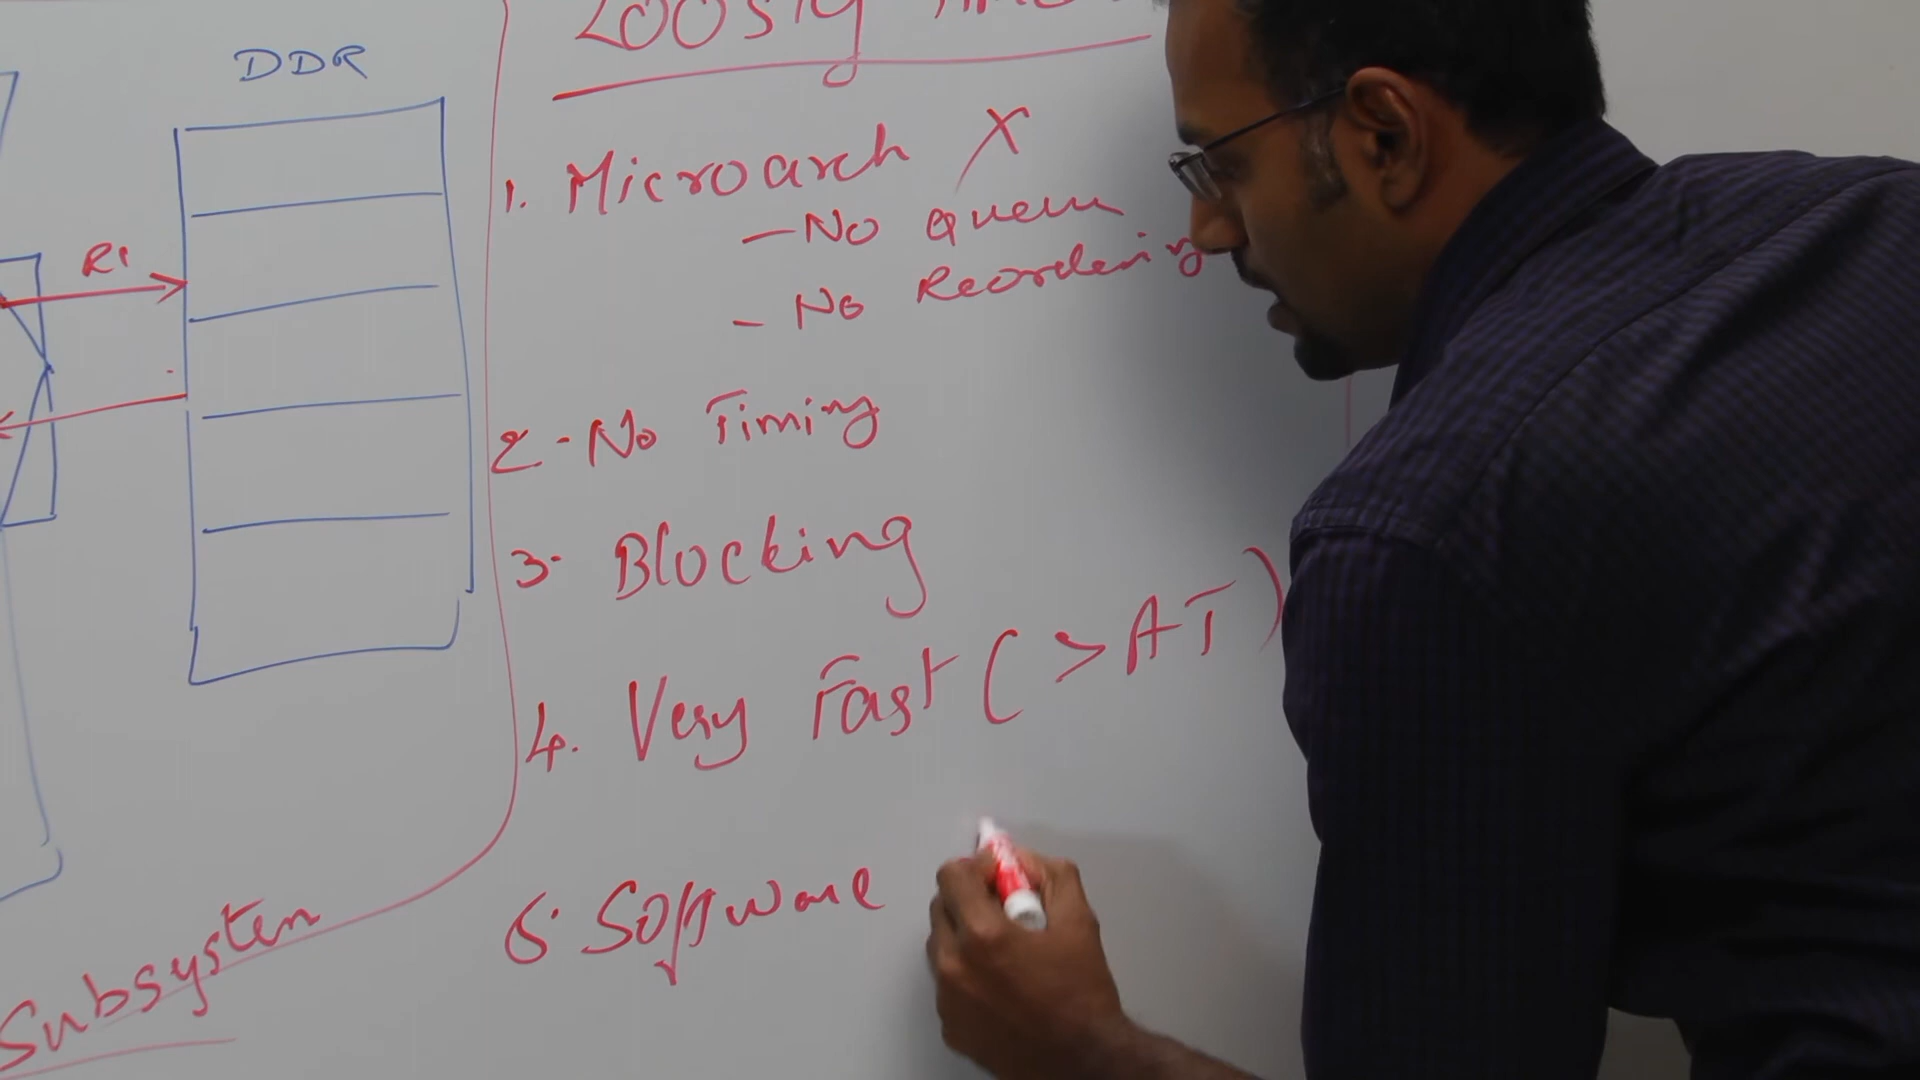 DDR
R1
Subsystem
Loosly
1. Microarch X
- No queue
- No Reordering
2. No Timing
3. Blocking
4. Very Fast (> AT)
5. Software